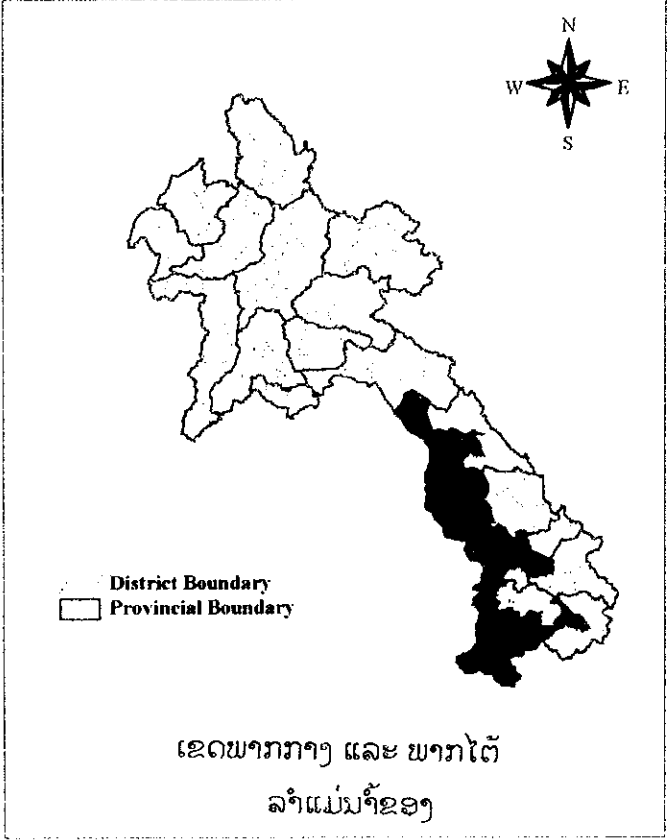 N
W E
S
District Boundary
Provincial Boundary
ເຂດພາກກາງ ແລະ ພາກໄຕ້
ລຳແມ່ນ້ຳຂອງ